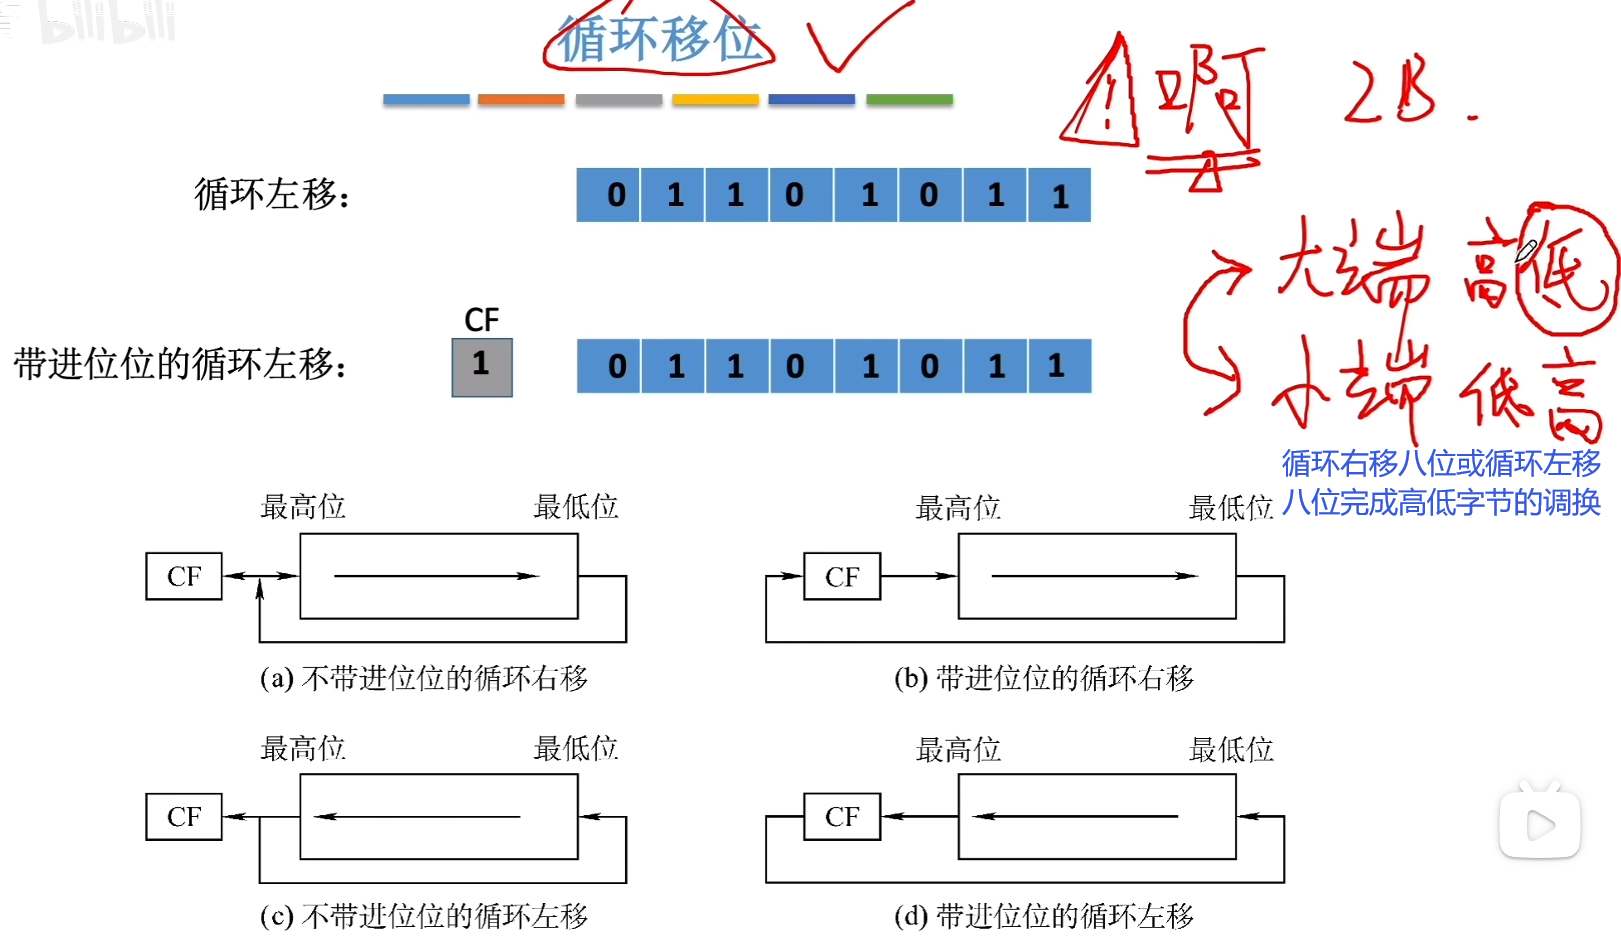 bilibili
循环移位
啊 2B.
循环左移： 0 1 1 0 1 0 1 1
大端 高低
CF
带进位位的循环左移： 1 0 1 1 0 1 0 1 1
小端 低高
循环右移八位或循环左移
八位完成高低字节的调换
最高位 最低位 最高位 最低位
CF CF
(a) 不带进位位的循环右移 (b) 带进位位的循环右移
最高位 最低位 最高位 最低位
CF CF
(c) 不带进位位的循环左移 (d) 带进位位的循环左移